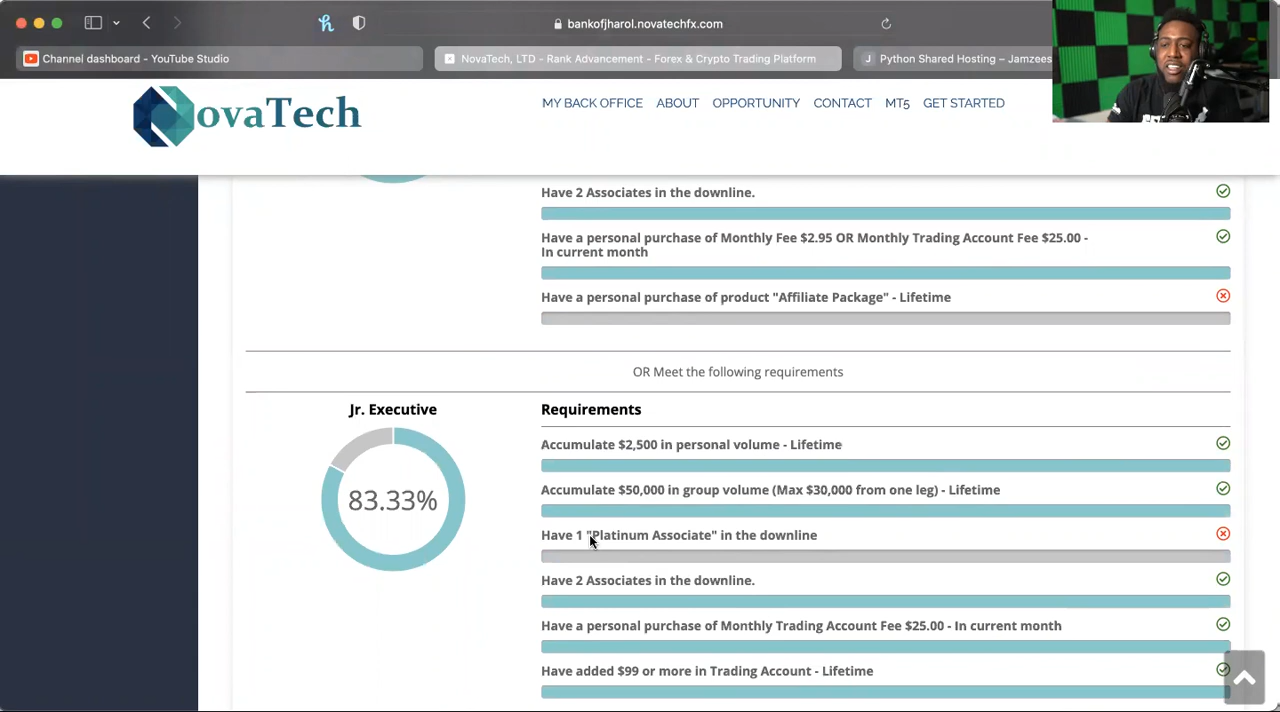 bankofjharol.novatechfx.com
Channel dashboard - YouTube Studio
NovaTech, LTD - Rank Advancement - Forex & Crypto Trading Platform
J Python Shared Hosting – Jamzees
NovaTech
MY BACK OFFICE ABOUT OPPORTUNITY CONTACT MT5 GET STARTED
Have 2 Associates in the downline.
Have a personal purchase of Monthly Fee $2.95 OR Monthly Trading Account Fee $25.00 -
In current month
Have a personal purchase of product "Affiliate Package" - Lifetime
OR Meet the following requirements
Jr. Executive
83.33%
Requirements
Accumulate $2,500 in personal volume - Lifetime
Accumulate $50,000 in group volume (Max $30,000 from one leg) - Lifetime
Have 1 "Platinum Associate" in the downline
Have 2 Associates in the downline.
Have a personal purchase of Monthly Trading Account Fee $25.00 - In current month
Have added $99 or more in Trading Account - Lifetime